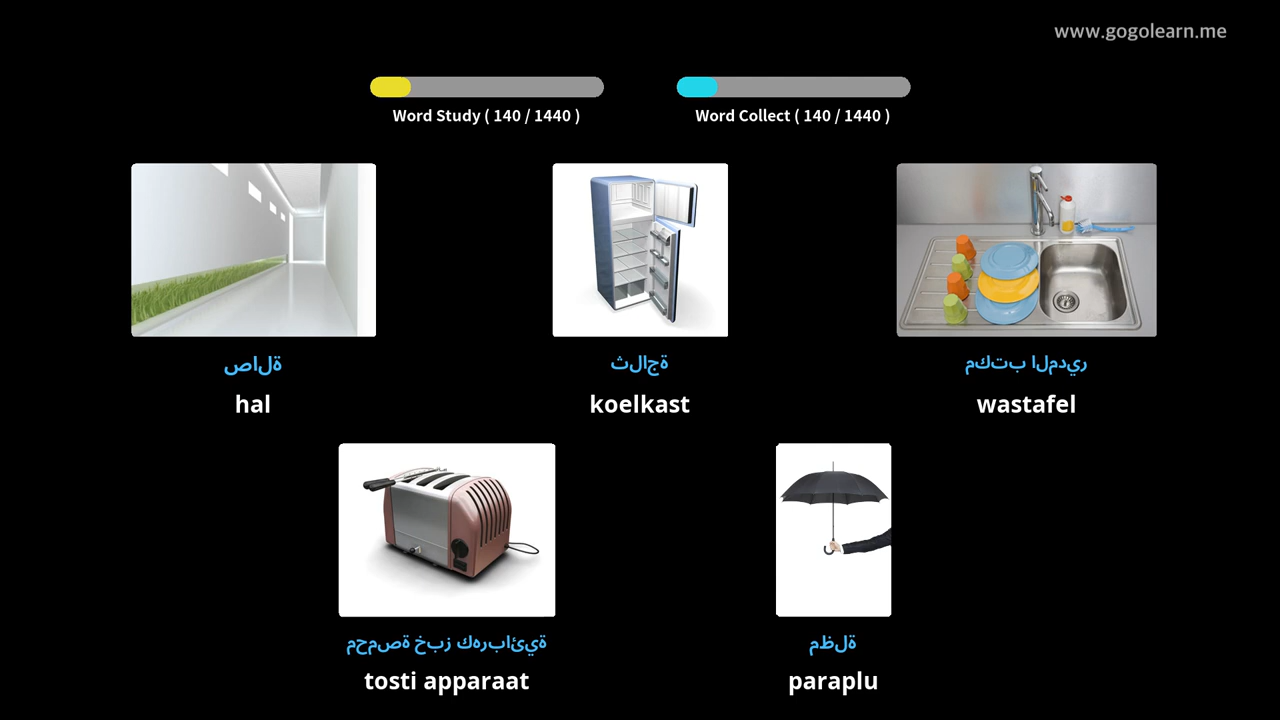 www.gogolearn.me
Word Study ( 140 / 1440 )
Word Collect ( 140 / 1440 )
صالة
hal
ثلاجة
koelkast
مكتب المدير
wastafel
محمصة خبز كهربائية
tosti apparaat
مظلة
paraplu